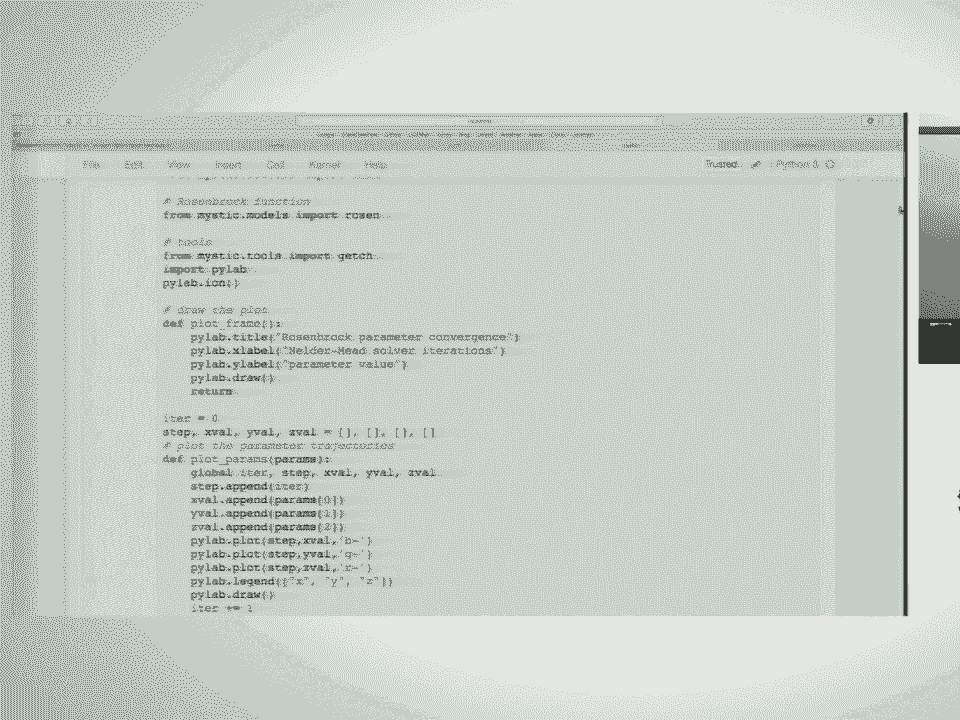 File Edit View Insert Cell Kernel Help Trusted Python 3
# Rosenbrock function
from mystic.models import rosen
# tools
from mystic.tools import getch
import pylab
pylab.ion()
# draw the plot
def plot_frame():
pylab.title("Rosenbrock parameter convergence")
pylab.xlabel("Nelder-Mead solver iterations")
pylab.ylabel("parameter value")
pylab.draw()
return
iter = 0
step, xval, yval, zval = [], [], [], []
# plot the parameter trajectories
def plot_params(params):
global iter, step, xval, yval, zval
step.append(iter)
xval.append(params[0])
yval.append(params[1])
zval.append(params[2])
pylab.plot(step,xval,'b-')
pylab.plot(step,yval,'g-')
pylab.plot(step,zval,'r-')
pylab.legend(["x", "y", "z"])
pylab.draw()
iter += 1